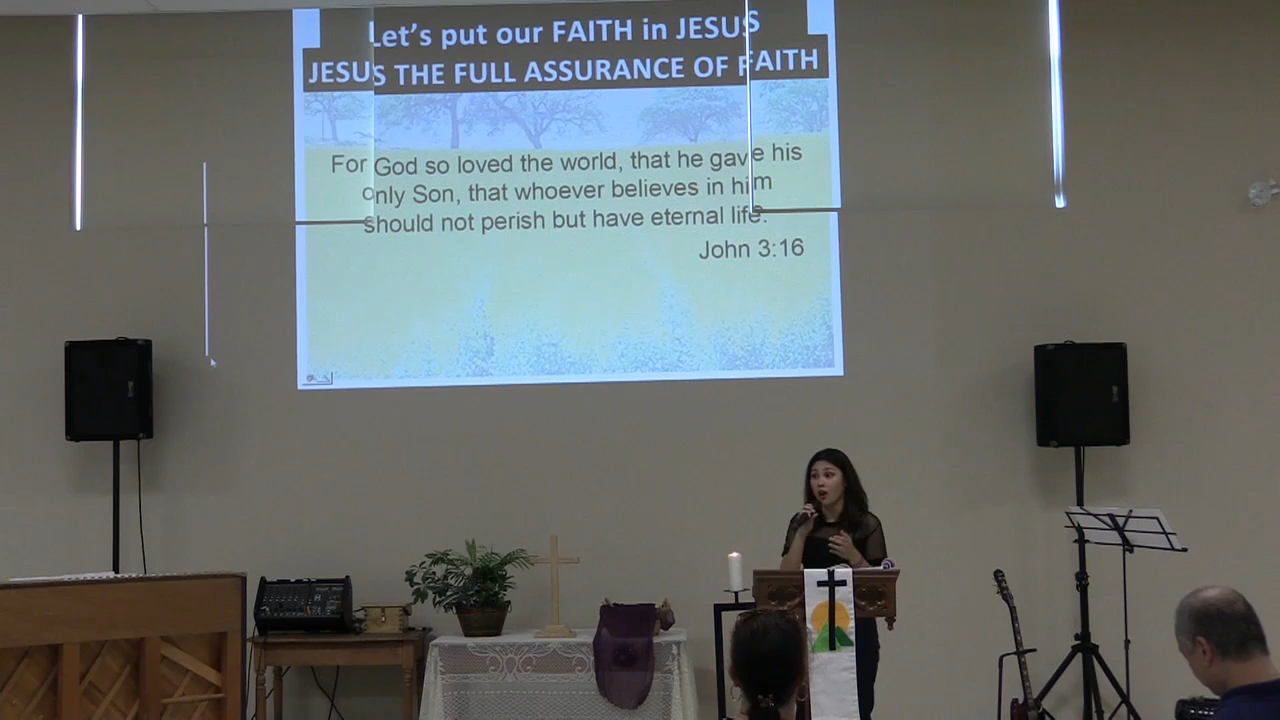 Let's put our FAITH in JESUS
JESUS THE FULL ASSURANCE OF FAITH
For God so loved the world, that he gave his
only Son, that whoever believes in him
should not perish but have eternal life.
John 3:16